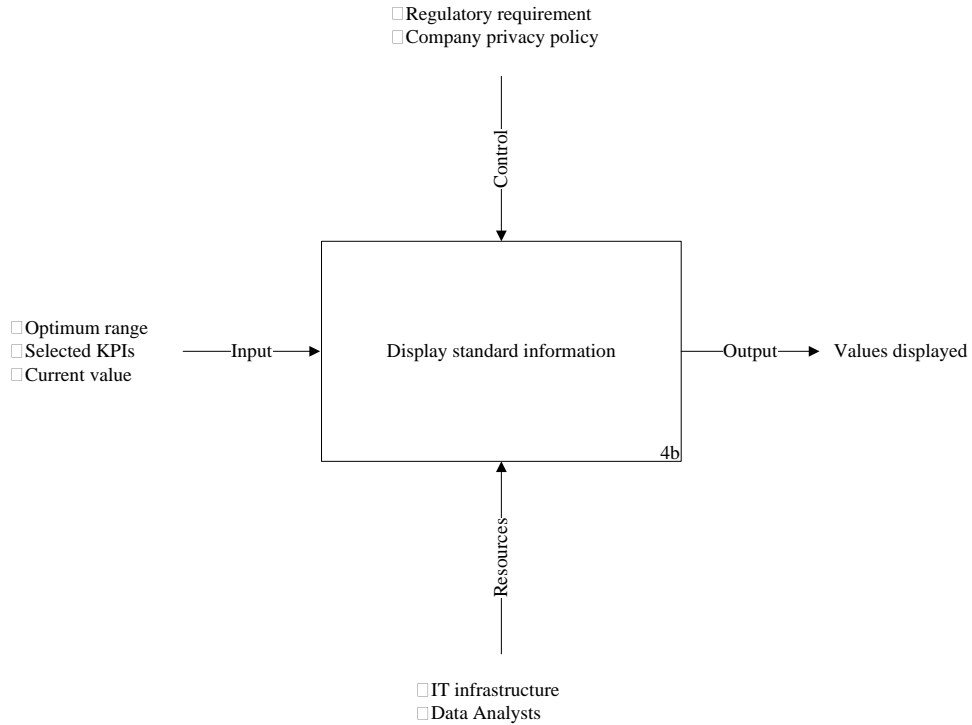 Regulatory requirement
Company privacy policy
Control
Optimum range
Selected KPIs
Current value
Input
Display standard information
Output
Values displayed
4b
Resources
IT infrastructure
Data Analysts